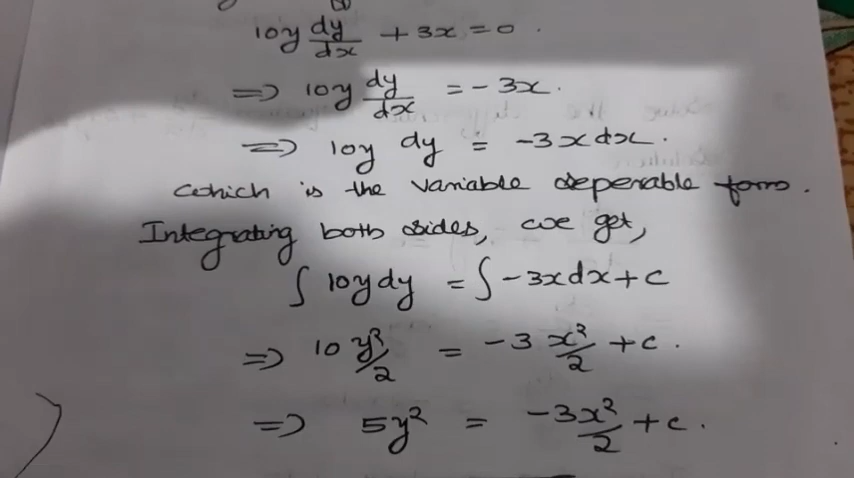 10y dy/dx + 3x = 0.
⇒ 10y dy/dx = - 3x.
⇒ 10y dy = -3x dx.
which is the variable seperable form.
Integrating both sides, we get,
∫ 10y dy = ∫ -3x dx + c
⇒ 10 y²/2 = -3 x²/2 + c.
⇒ 5y² = -3x²/2 + c.